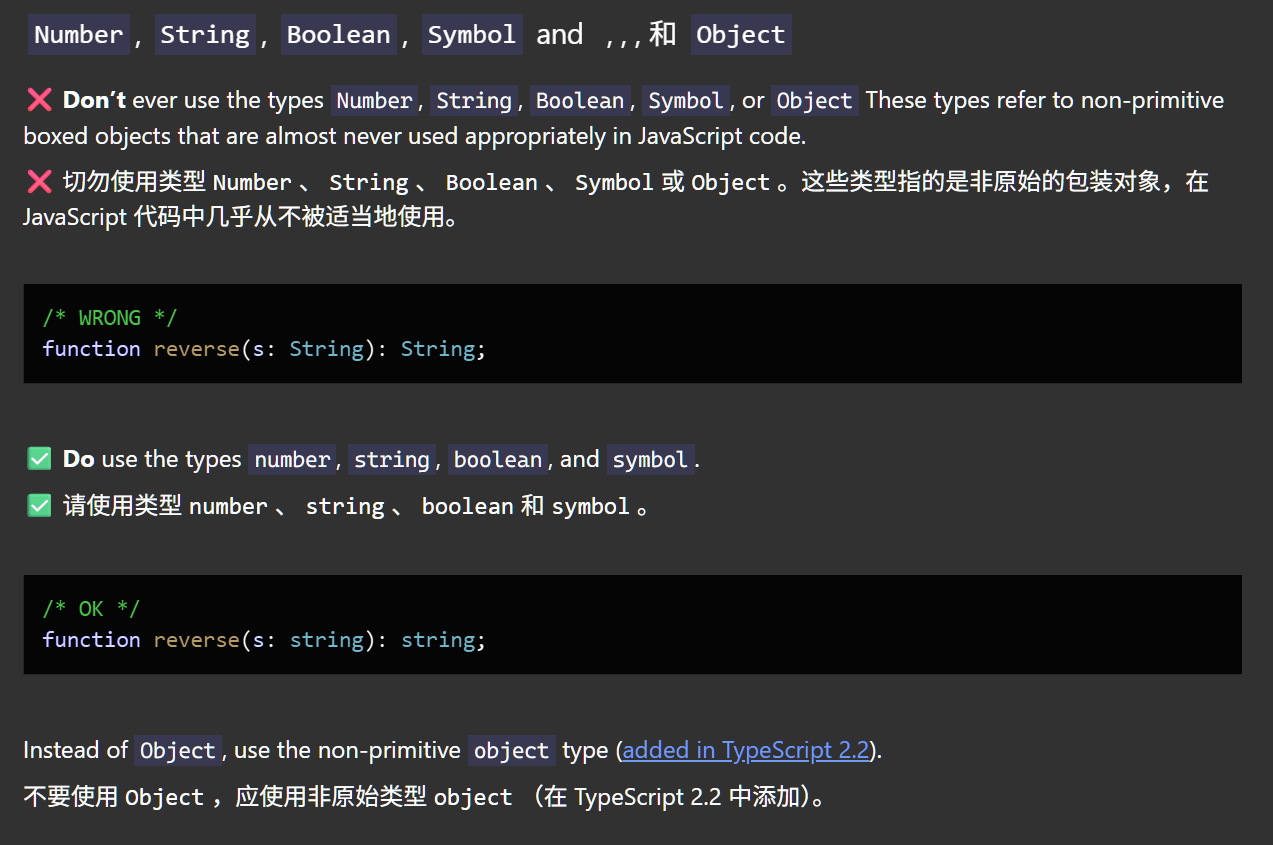 Number, String, Boolean, Symbol and ,,,和 Object
❌ Don’t ever use the types Number, String, Boolean, Symbol, or Object These types refer to non-primitive
boxed objects that are almost never used appropriately in JavaScript code.
❌ 切勿使用类型 Number 、 String 、 Boolean 、 Symbol 或 Object 。这些类型指的是非原始的包装对象，在
JavaScript 代码中几乎从不被适当地使用。
/* WRONG */
function reverse(s: String): String;
✅ Do use the types number, string, boolean, and symbol.
✅ 请使用类型 number 、 string 、 boolean 和 symbol 。
/* OK */
function reverse(s: string): string;
Instead of Object, use the non-primitive object type (added in TypeScript 2.2).
不要使用 Object ，应使用非原始类型 object （在 TypeScript 2.2 中添加）。